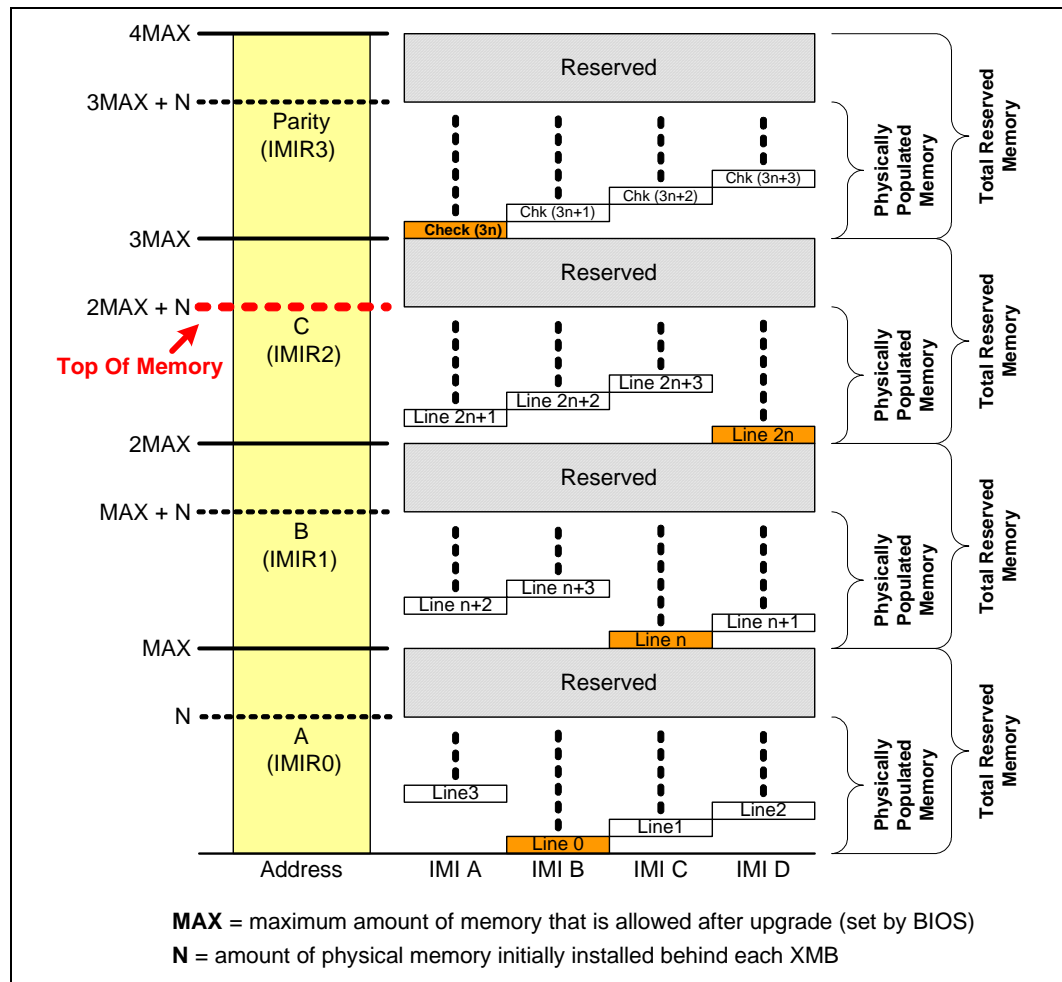 4MAX
Reserved
3MAX + N
Parity
(IMIR3)
Chk (3n+3)
Chk (3n+2)
Chk (3n+1)
Check (3n)
Physically
Populated
Memory
Total Reserved
Memory
3MAX
Reserved
2MAX + N
C
(IMIR2)
Top Of Memory
Line 2n+3
Line 2n+2
Line 2n+1
Line 2n
Physically
Populated
Memory
Total Reserved
Memory
2MAX
Reserved
MAX + N
B
(IMIR1)
Line n+3
Line n+2
Line n+1
Line n
Physically
Populated
Memory
Total Reserved
Memory
MAX
Reserved
N
A
(IMIR0)
Line3
Line2
Line1
Line 0
Physically
Populated
Memory
Total Reserved
Memory
Address IMI A IMI B IMI C IMI D
MAX = maximum amount of memory that is allowed after upgrade (set by BIOS)
N = amount of physical memory initially installed behind each XMB